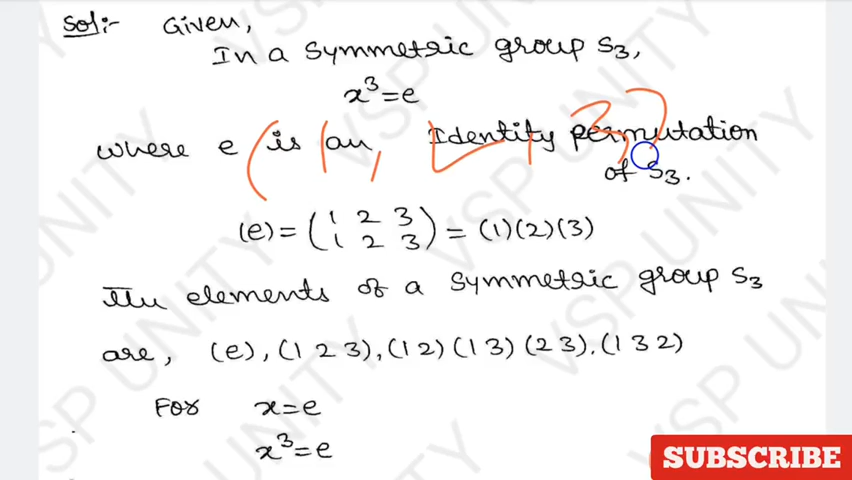 Sol:- Given,
In a Symmetric group S₃,
x³=e
where e is an Identity permutation
of S₃.
(e) = (1 2 3 / 1 2 3) = (1)(2)(3)
The elements of a Symmetric group S₃
are, (e), (1 2 3), (1 2) (1 3) (2 3). (1 3 2)
For x=e
x³=e
SUBSCRIBE
VSP UNITY